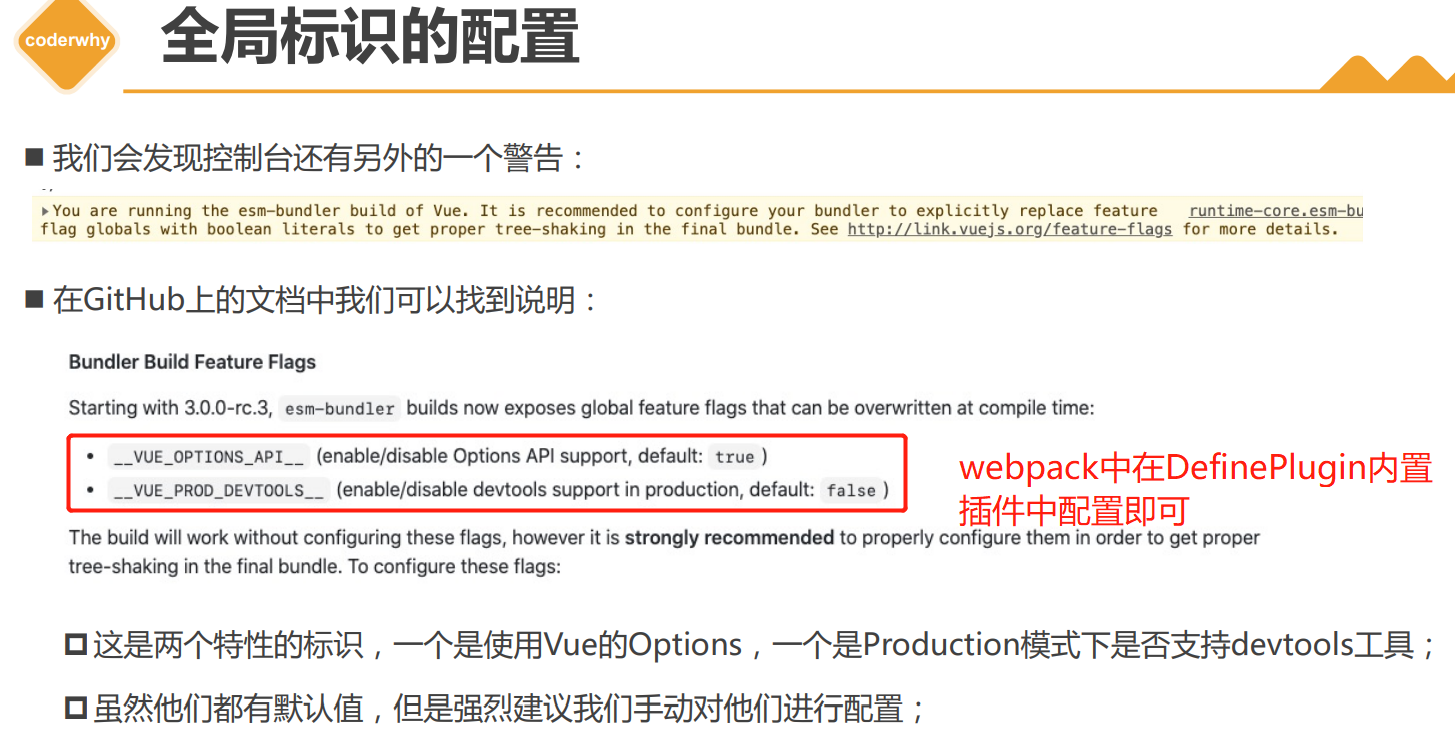 coderwhy
全局标识的配置
我们会发现控制台还有另外的一个警告：
You are running the esm-bundler build of Vue. It is recommended to configure your bundler to explicitly replace feature runtime-core.esm-bu
flag globals with boolean literals to get proper tree-shaking in the final bundle. See http://link.vuejs.org/feature-flags for more details.
在GitHub上的文档中我们可以找到说明：
Bundler Build Feature Flags
Starting with 3.0.0-rc.3, esm-bundler builds now exposes global feature flags that can be overwritten at compile time:
• __VUE_OPTIONS_API__ (enable/disable Options API support, default: true )
• __VUE_PROD_DEVTOOLS__ (enable/disable devtools support in production, default: false )
webpack中在DefinePlugin内置
插件中配置即可
The build will work without configuring these flags, however it is strongly recommended to properly configure them in order to get proper
tree-shaking in the final bundle. To configure these flags:
这是两个特性的标识，一个是使用Vue的Options，一个是Production模式下是否支持devtools工具；
虽然他们都有默认值，但是强烈建议我们手动对他们进行配置；